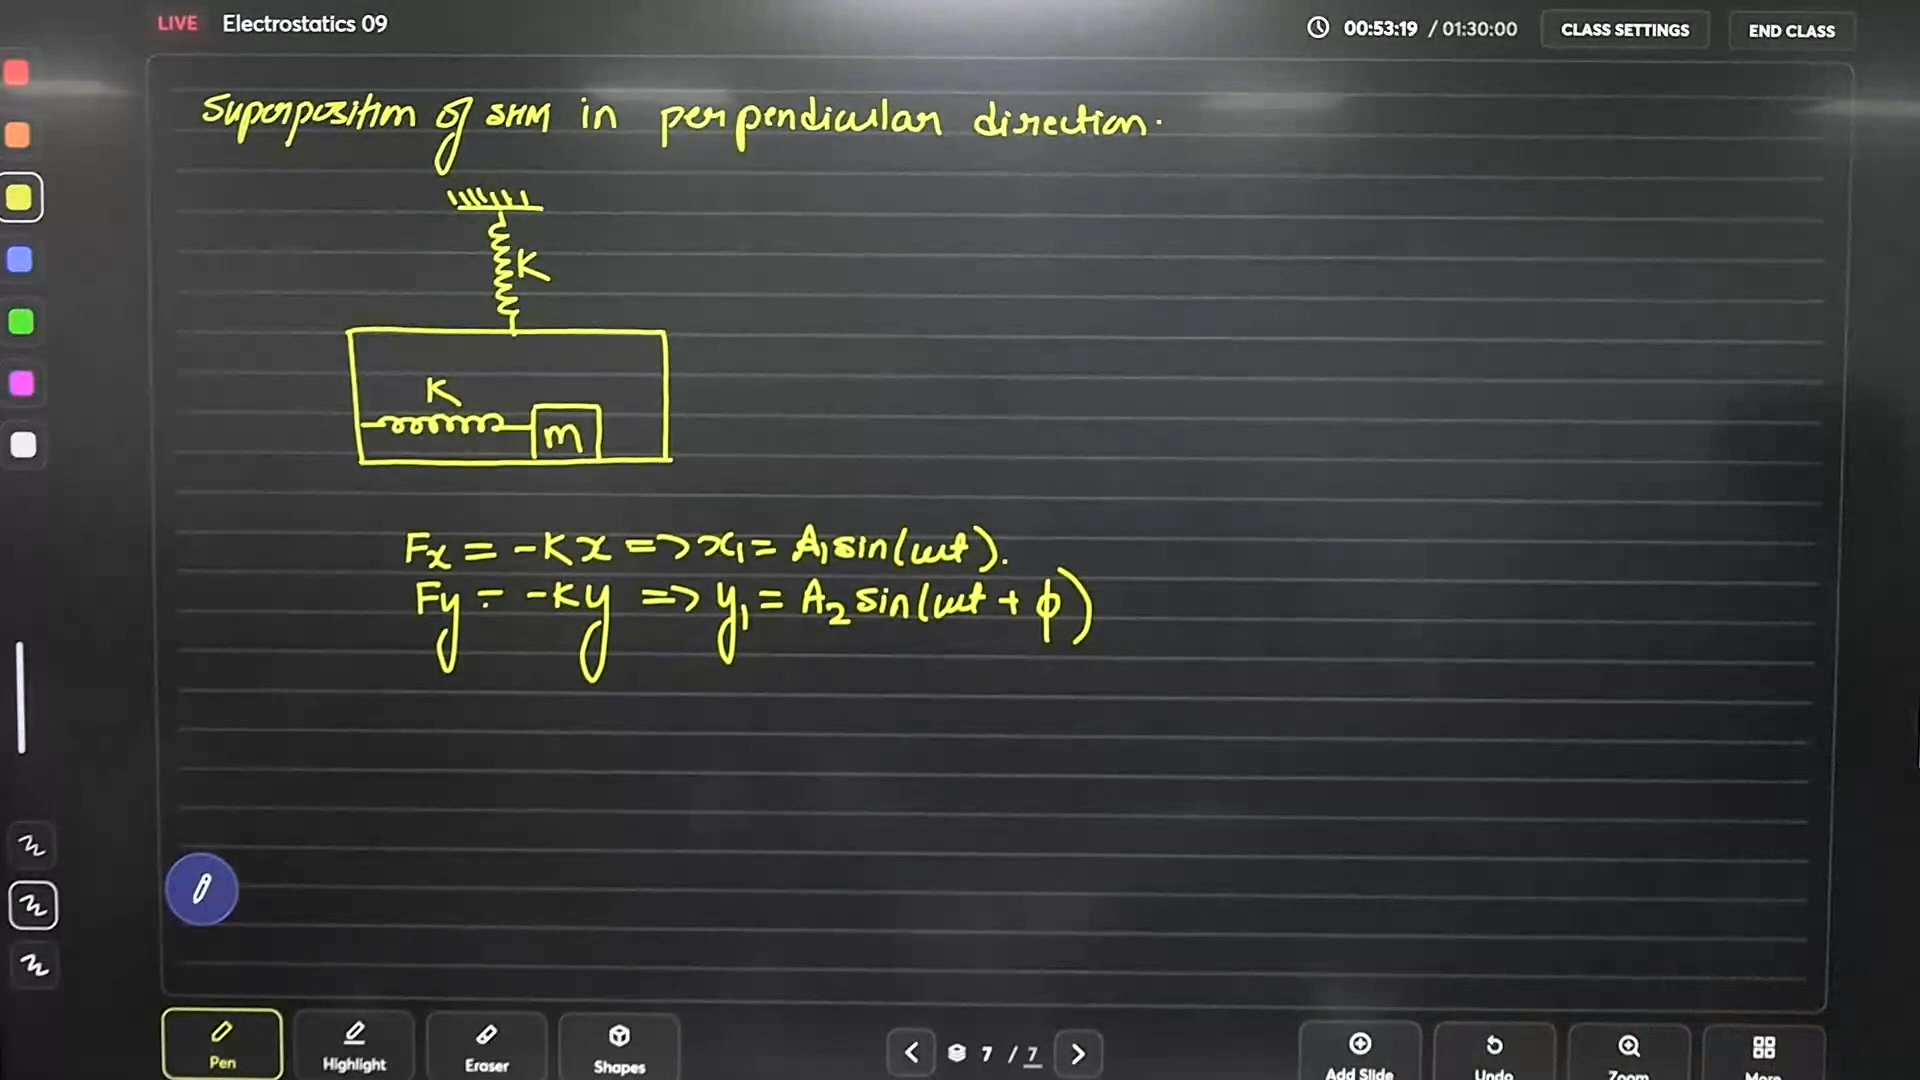 LIVE Electrostatics 09 00:53:19 / 01:30:00 CLASS SETTINGS END CLASS
Superposition of SHM in perpendicular direction.
K
K
m
Fx = -Kx => x₁ = A₁ sin(ωt).
Fy = -Ky => y₁ = A₂ sin(ωt + φ)
Pen Highlight Eraser Shapes 7 / 7 Add Slide Undo Zoom More